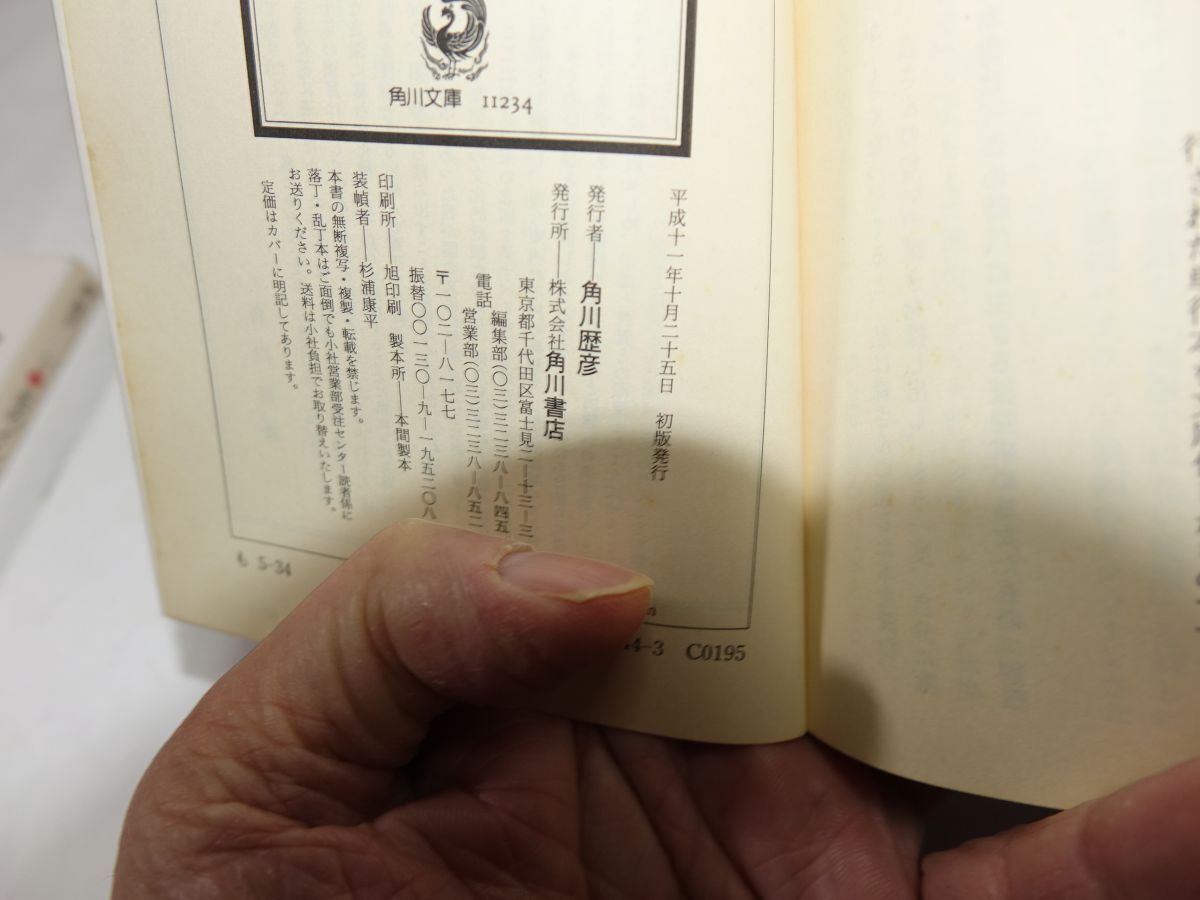 角川文庫 11234
平成十一年十月二十五日 初版発行
発行者――角川歴彦
発行所――株式会社角川書店
東京都千代田区富士見二―十三―三
電話 編集部(〇三)三二三八―八四五
営業部(〇三)三二三八―八五二
〒一〇二―八一七七
振替〇〇一三〇―九―一九五二〇八
印刷所――旭印刷 製本所――本間製本
装幀者――杉浦康平
本書の無断複写・複製・転載を禁じます。
落丁・乱丁本はご面倒でも小社営業部受注センター読者係に
お送りください。送料は小社負担でお取り替えいたします。
定価はカバーに明記してあります。
も 5-34
4-3 C0195